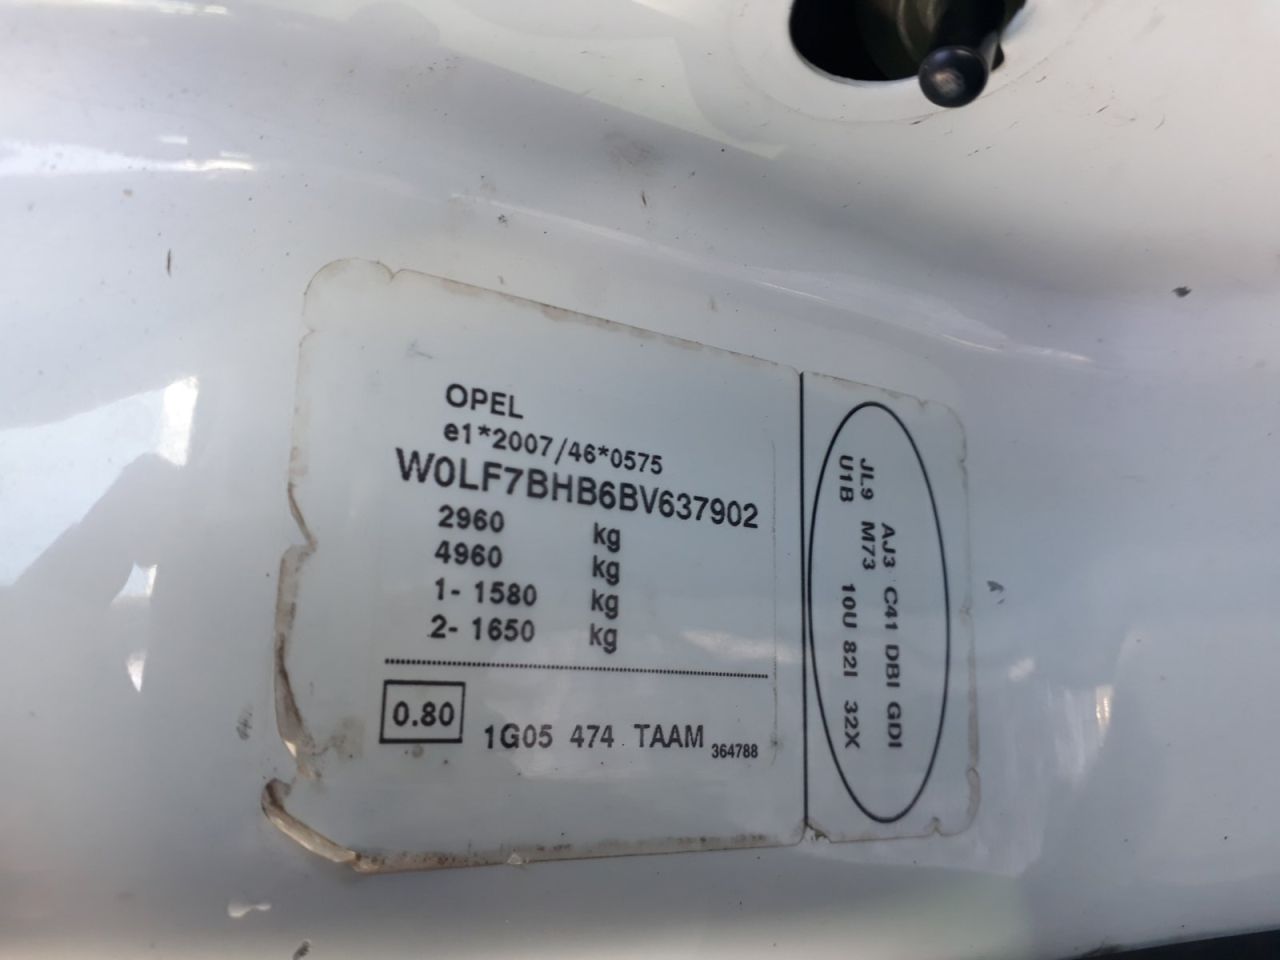 OPEL
e1*2007/46*0575
W0LF7BHB6BV637902
2960 kg
4960 kg
1- 1580 kg
2- 1650 kg
0.80 1G05 474 TAAM 364788
AJ3 C41 DBI GDI
JL9 M73 10U 82I 32X
U1B